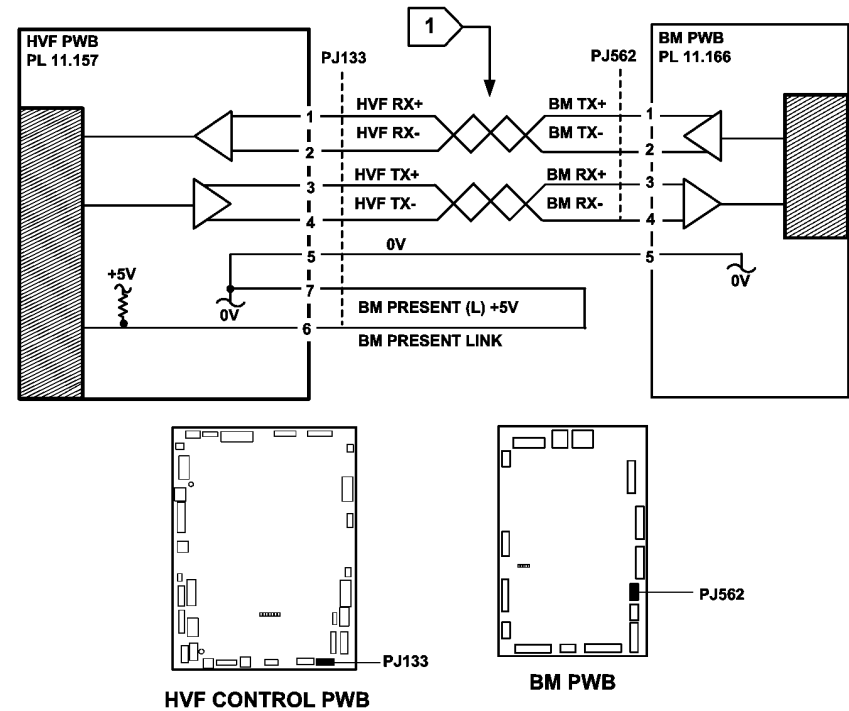 1
HVF PWB
PL 11.157
PJ133
PJ562
BM PWB
PL 11.166
1 HVF RX+ BM TX+ 1
2 HVF RX- BM TX- 2
3 HVF TX+ BM RX+ 3
4 HVF TX- BM RX- 4
5 0V 5
+5V
0V
7
BM PRESENT (L) +5V
0V
6
BM PRESENT LINK
PJ562
PJ133
HVF CONTROL PWB
BM PWB